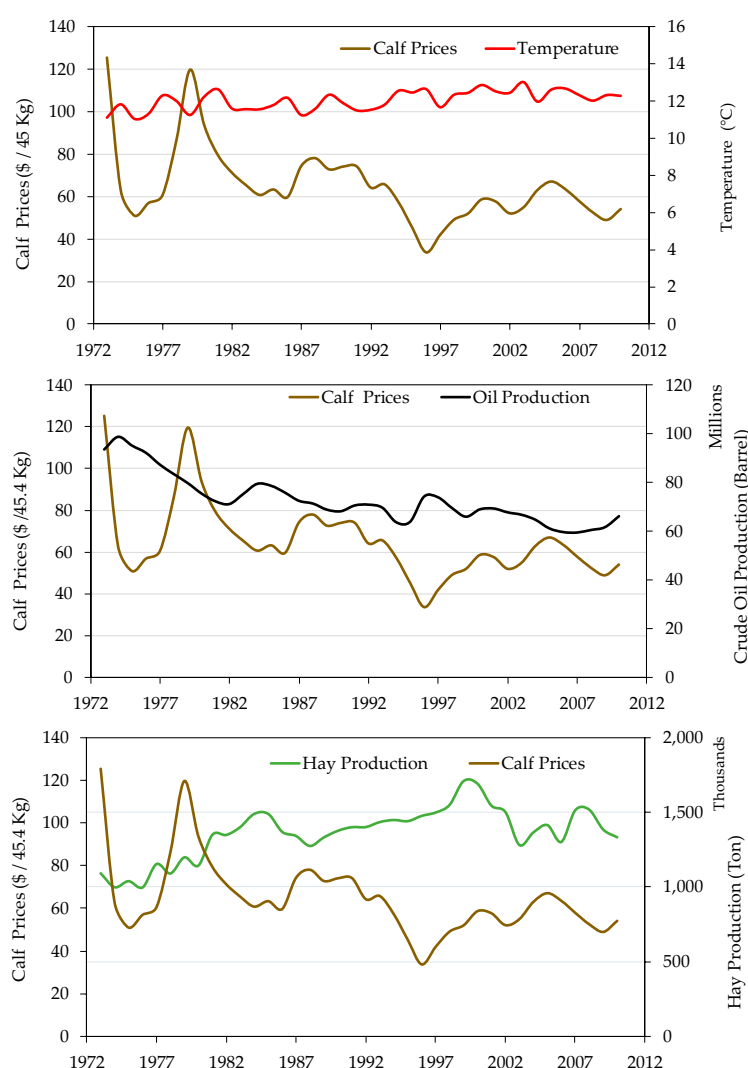 Calf Prices
Temperature
Calf Prices ($ / 45 Kg)
140
120
100
80
60
40
20
0
16
14
12
10
8
6
4
2
0
Temperature (°C)
1972 1977 1982 1987 1992 1997 2002 2007 2012
Calf Prices
Oil Production
Calf Prices ($ /45.4 Kg)
140
120
100
80
60
40
20
0
120
100
80
60
40
20
0
Millions
Crude Oil Production (Barrel)
1972 1977 1982 1987 1992 1997 2002 2007 2012
Hay Production
Calf Prices
Calf Prices ($ / 45.4 Kg)
140
120
100
80
60
40
20
0
2,000
1,500
1,000
500
0
Thousands
Hay Production (Ton)
1972 1977 1982 1987 1992 1997 2002 2007 2012